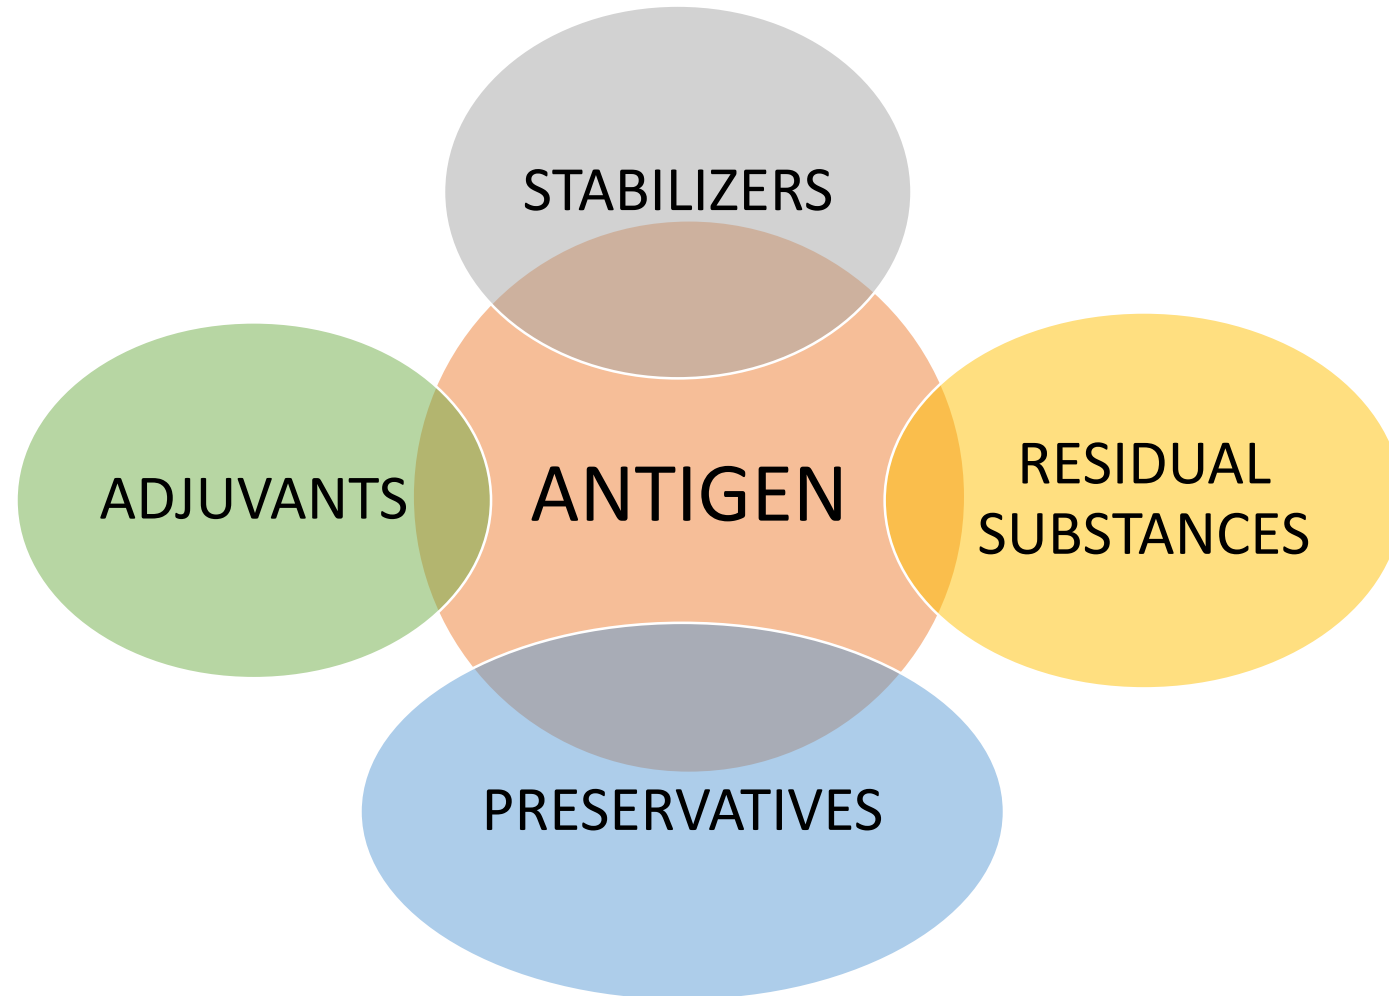 STABILIZERS
ADJUVANTS
ANTIGEN
RESIDUAL
SUBSTANCES
PRESERVATIVES